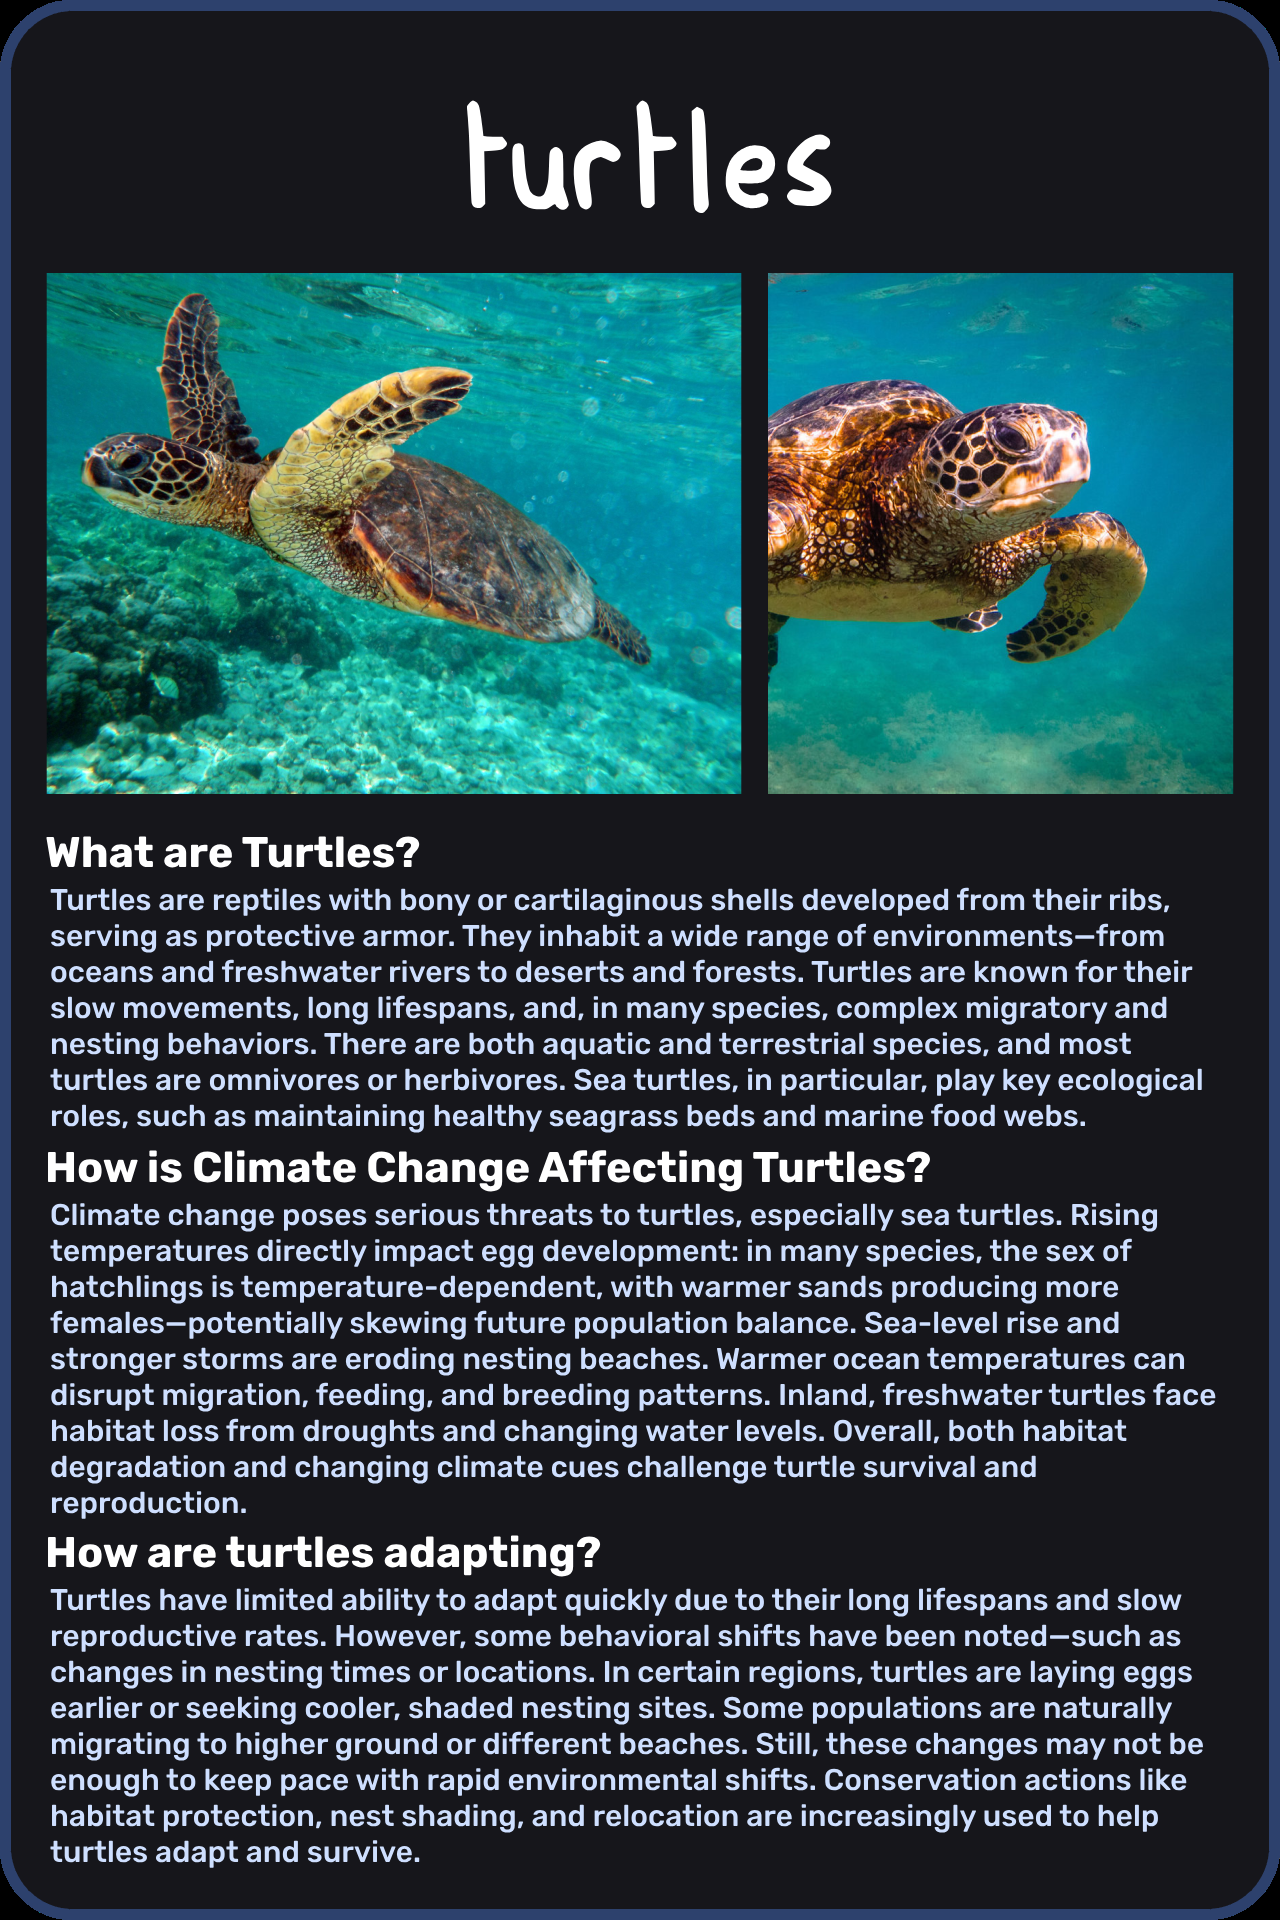 turtles
What are Turtles?
Turtles are reptiles with bony or cartilaginous shells developed from their ribs,
serving as protective armor. They inhabit a wide range of environments—from
oceans and freshwater rivers to deserts and forests. Turtles are known for their
slow movements, long lifespans, and, in many species, complex migratory and
nesting behaviors. There are both aquatic and terrestrial species, and most
turtles are omnivores or herbivores. Sea turtles, in particular, play key ecological
roles, such as maintaining healthy seagrass beds and marine food webs.
How is Climate Change Affecting Turtles?
Climate change poses serious threats to turtles, especially sea turtles. Rising
temperatures directly impact egg development: in many species, the sex of
hatchlings is temperature-dependent, with warmer sands producing more
females—potentially skewing future population balance. Sea-level rise and
stronger storms are eroding nesting beaches. Warmer ocean temperatures can
disrupt migration, feeding, and breeding patterns. Inland, freshwater turtles face
habitat loss from droughts and changing water levels. Overall, both habitat
degradation and changing climate cues challenge turtle survival and
reproduction.
How are turtles adapting?
Turtles have limited ability to adapt quickly due to their long lifespans and slow
reproductive rates. However, some behavioral shifts have been noted—such as
changes in nesting times or locations. In certain regions, turtles are laying eggs
earlier or seeking cooler, shaded nesting sites. Some populations are naturally
migrating to higher ground or different beaches. Still, these changes may not be
enough to keep pace with rapid environmental shifts. Conservation actions like
habitat protection, nest shading, and relocation are increasingly used to help
turtles adapt and survive.